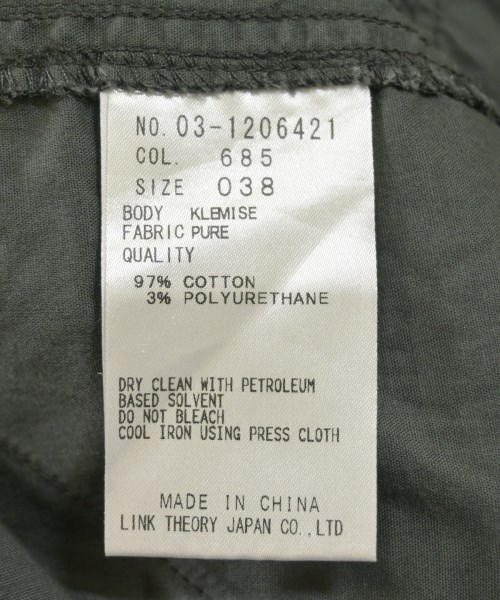 NO. 03-1206421
COL. 685
SIZE 038
BODY KLEMISE
FABRIC PURE
QUALITY
97% COTTON
3% POLYURETHANE
DRY CLEAN WITH PETROLEUM
BASED SOLVENT
DO NOT BLEACH
COOL IRON USING PRESS CLOTH
MADE IN CHINA
LINK THEORY JAPAN CO.,LTD